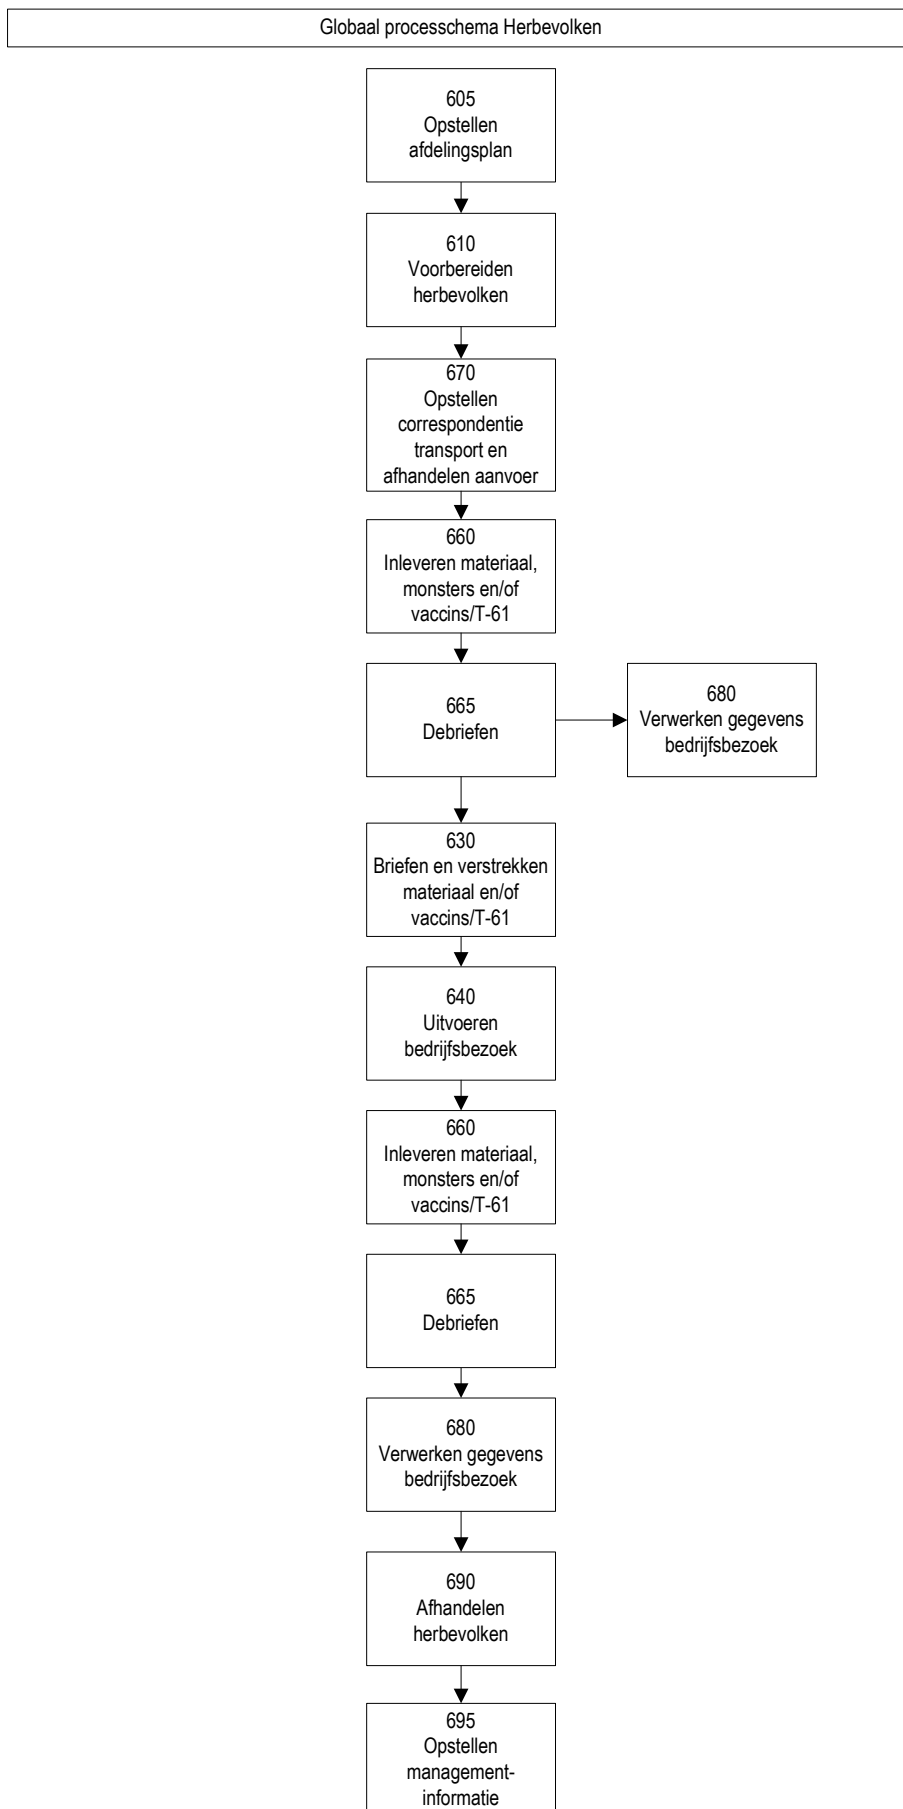 Globaal processchema Herbevolken
605
Opstellen
afdelingsplan
610
Voorbereiden
herbevolken
670
Opstellen
correspondentie
transport en
afhandelen aanvoer
660
Inleveren materiaal,
monsters en/of
vaccins/T-61
665
Debriefen
680
Verwerken gegevens
bedrijfsbezoek
630
Briefen en verstrekken
materiaal en/of
vaccins/T-61
640
Uitvoeren
bedrijfsbezoek
660
Inleveren materiaal,
monsters en/of
vaccins/T-61
665
Debriefen
680
Verwerken gegevens
bedrijfsbezoek
690
Afhandelen
herbevolken
695
Opstellen
management-
informatie